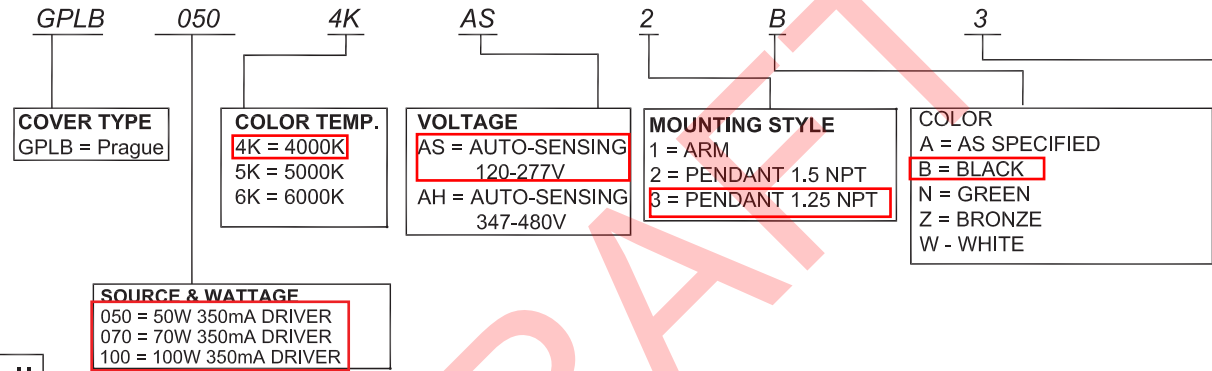 GPLB 050 4K AS 2 B 3
COVER TYPE
GPLB = Prague
COLOR TEMP.
4K = 4000K
5K = 5000K
6K = 6000K
VOLTAGE
AS = AUTO-SENSING
120-277V
AH = AUTO-SENSING
347-480V
MOUNTING STYLE
1 = ARM
2 = PENDANT 1.5 NPT
3 = PENDANT 1.25 NPT
COLOR
A = AS SPECIFIED
B = BLACK
N = GREEN
Z = BRONZE
W - WHITE
SOURCE & WATTAGE
050 = 50W 350mA DRIVER
070 = 70W 350mA DRIVER
100 = 100W 350mA DRIVER
RAFT